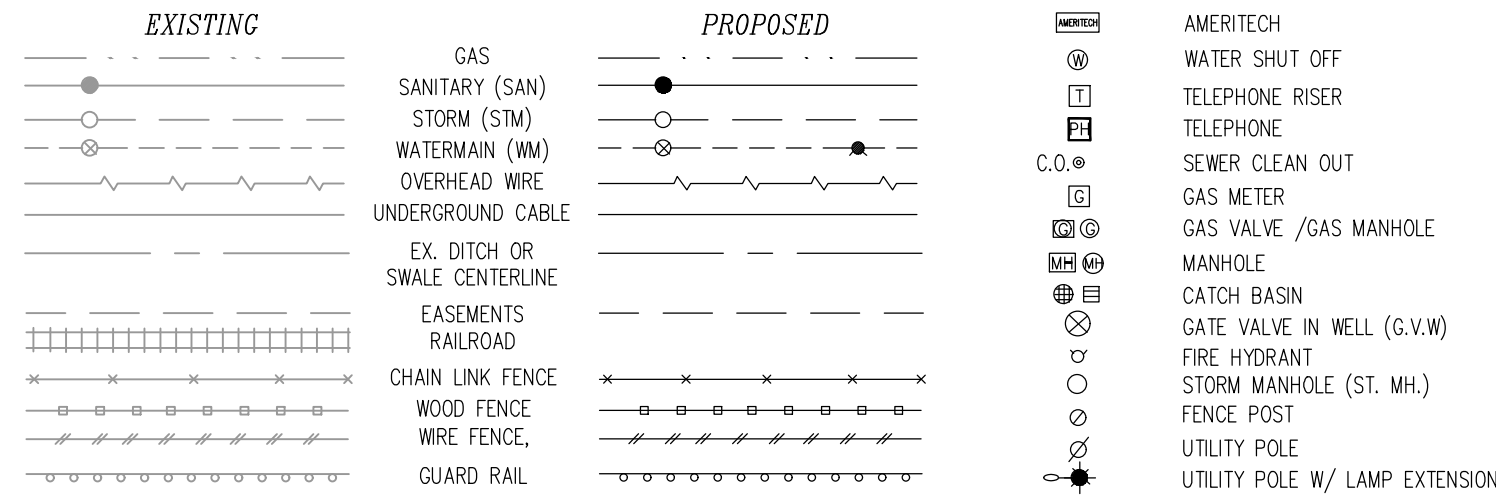 EXISTING
PROPOSED
GAS
SANITARY (SAN)
STORM (STM)
WATERMAIN (WM)
OVERHEAD WIRE
UNDERGROUND CABLE
EX. DITCH OR
SWALE CENTERLINE
EASEMENTS
RAILROAD
CHAIN LINK FENCE
WOOD FENCE
WIRE FENCE,
GUARD RAIL
AMERITECH AMERITECH
W WATER SHUT OFF
T TELEPHONE RISER
PH TELEPHONE
C.O. SEWER CLEAN OUT
G GAS METER
G G GAS VALVE /GAS MANHOLE
MH MH MANHOLE
CATCH BASIN
GATE VALVE IN WELL (G.V.W)
FIRE HYDRANT
STORM MANHOLE (ST. MH.)
FENCE POST
UTILITY POLE
UTILITY POLE W/ LAMP EXTENSION